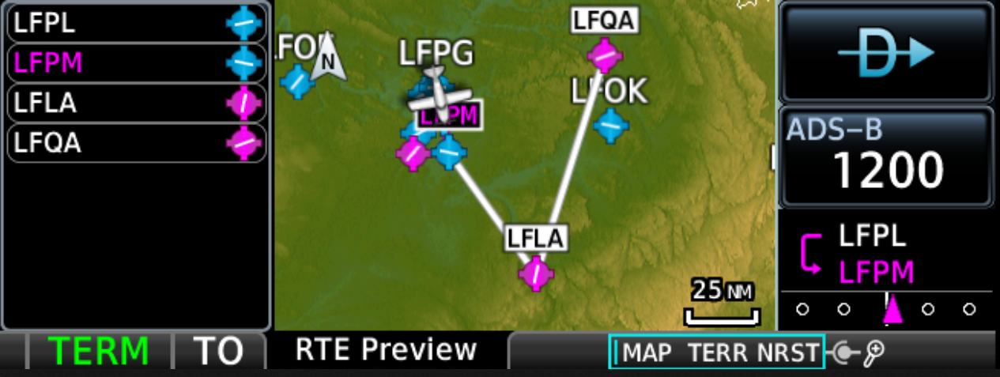 LFPL
LFPM
LFLA
LFQA
N
LFPG
LFPM
LFQA
LFOK
LFLA
25 NM
D
ADS-B
1200
LFPL
LFPM
TERM
TO
RTE Preview
MAP TERR NRST